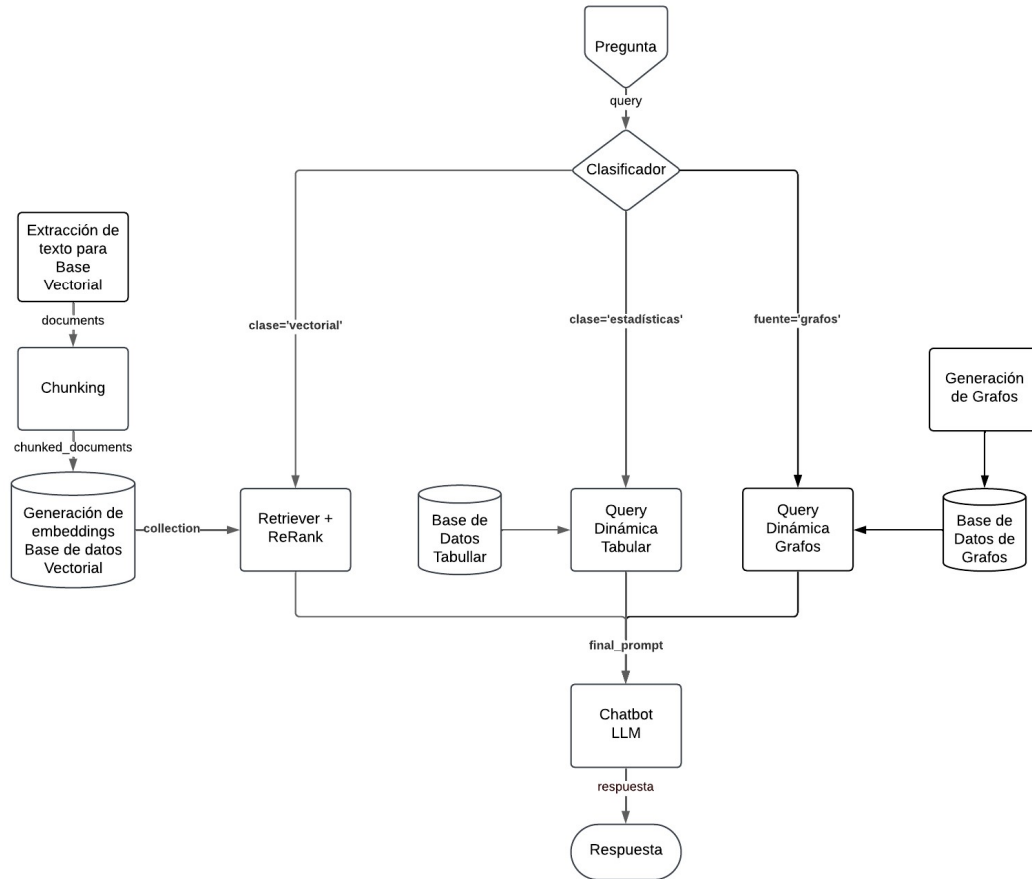 Pregunta
query
Clasificador
Extracción de
texto para
Base
Vectorial
documents
clase='vectorial'
clase='estadísticas'
fuente='grafos'
Chunking
Generación
de Grafos
chunked_documents
Generación de
embeddings
Base de datos
Vectorial
collection
Retriever +
ReRank
Base de
Datos
Tabullar
Query
Dinámica
Tabular
Query
Dinámica
Grafos
Base de
Datos de
Grafos
final_prompt
Chatbot
LLM
respuesta
Respuesta